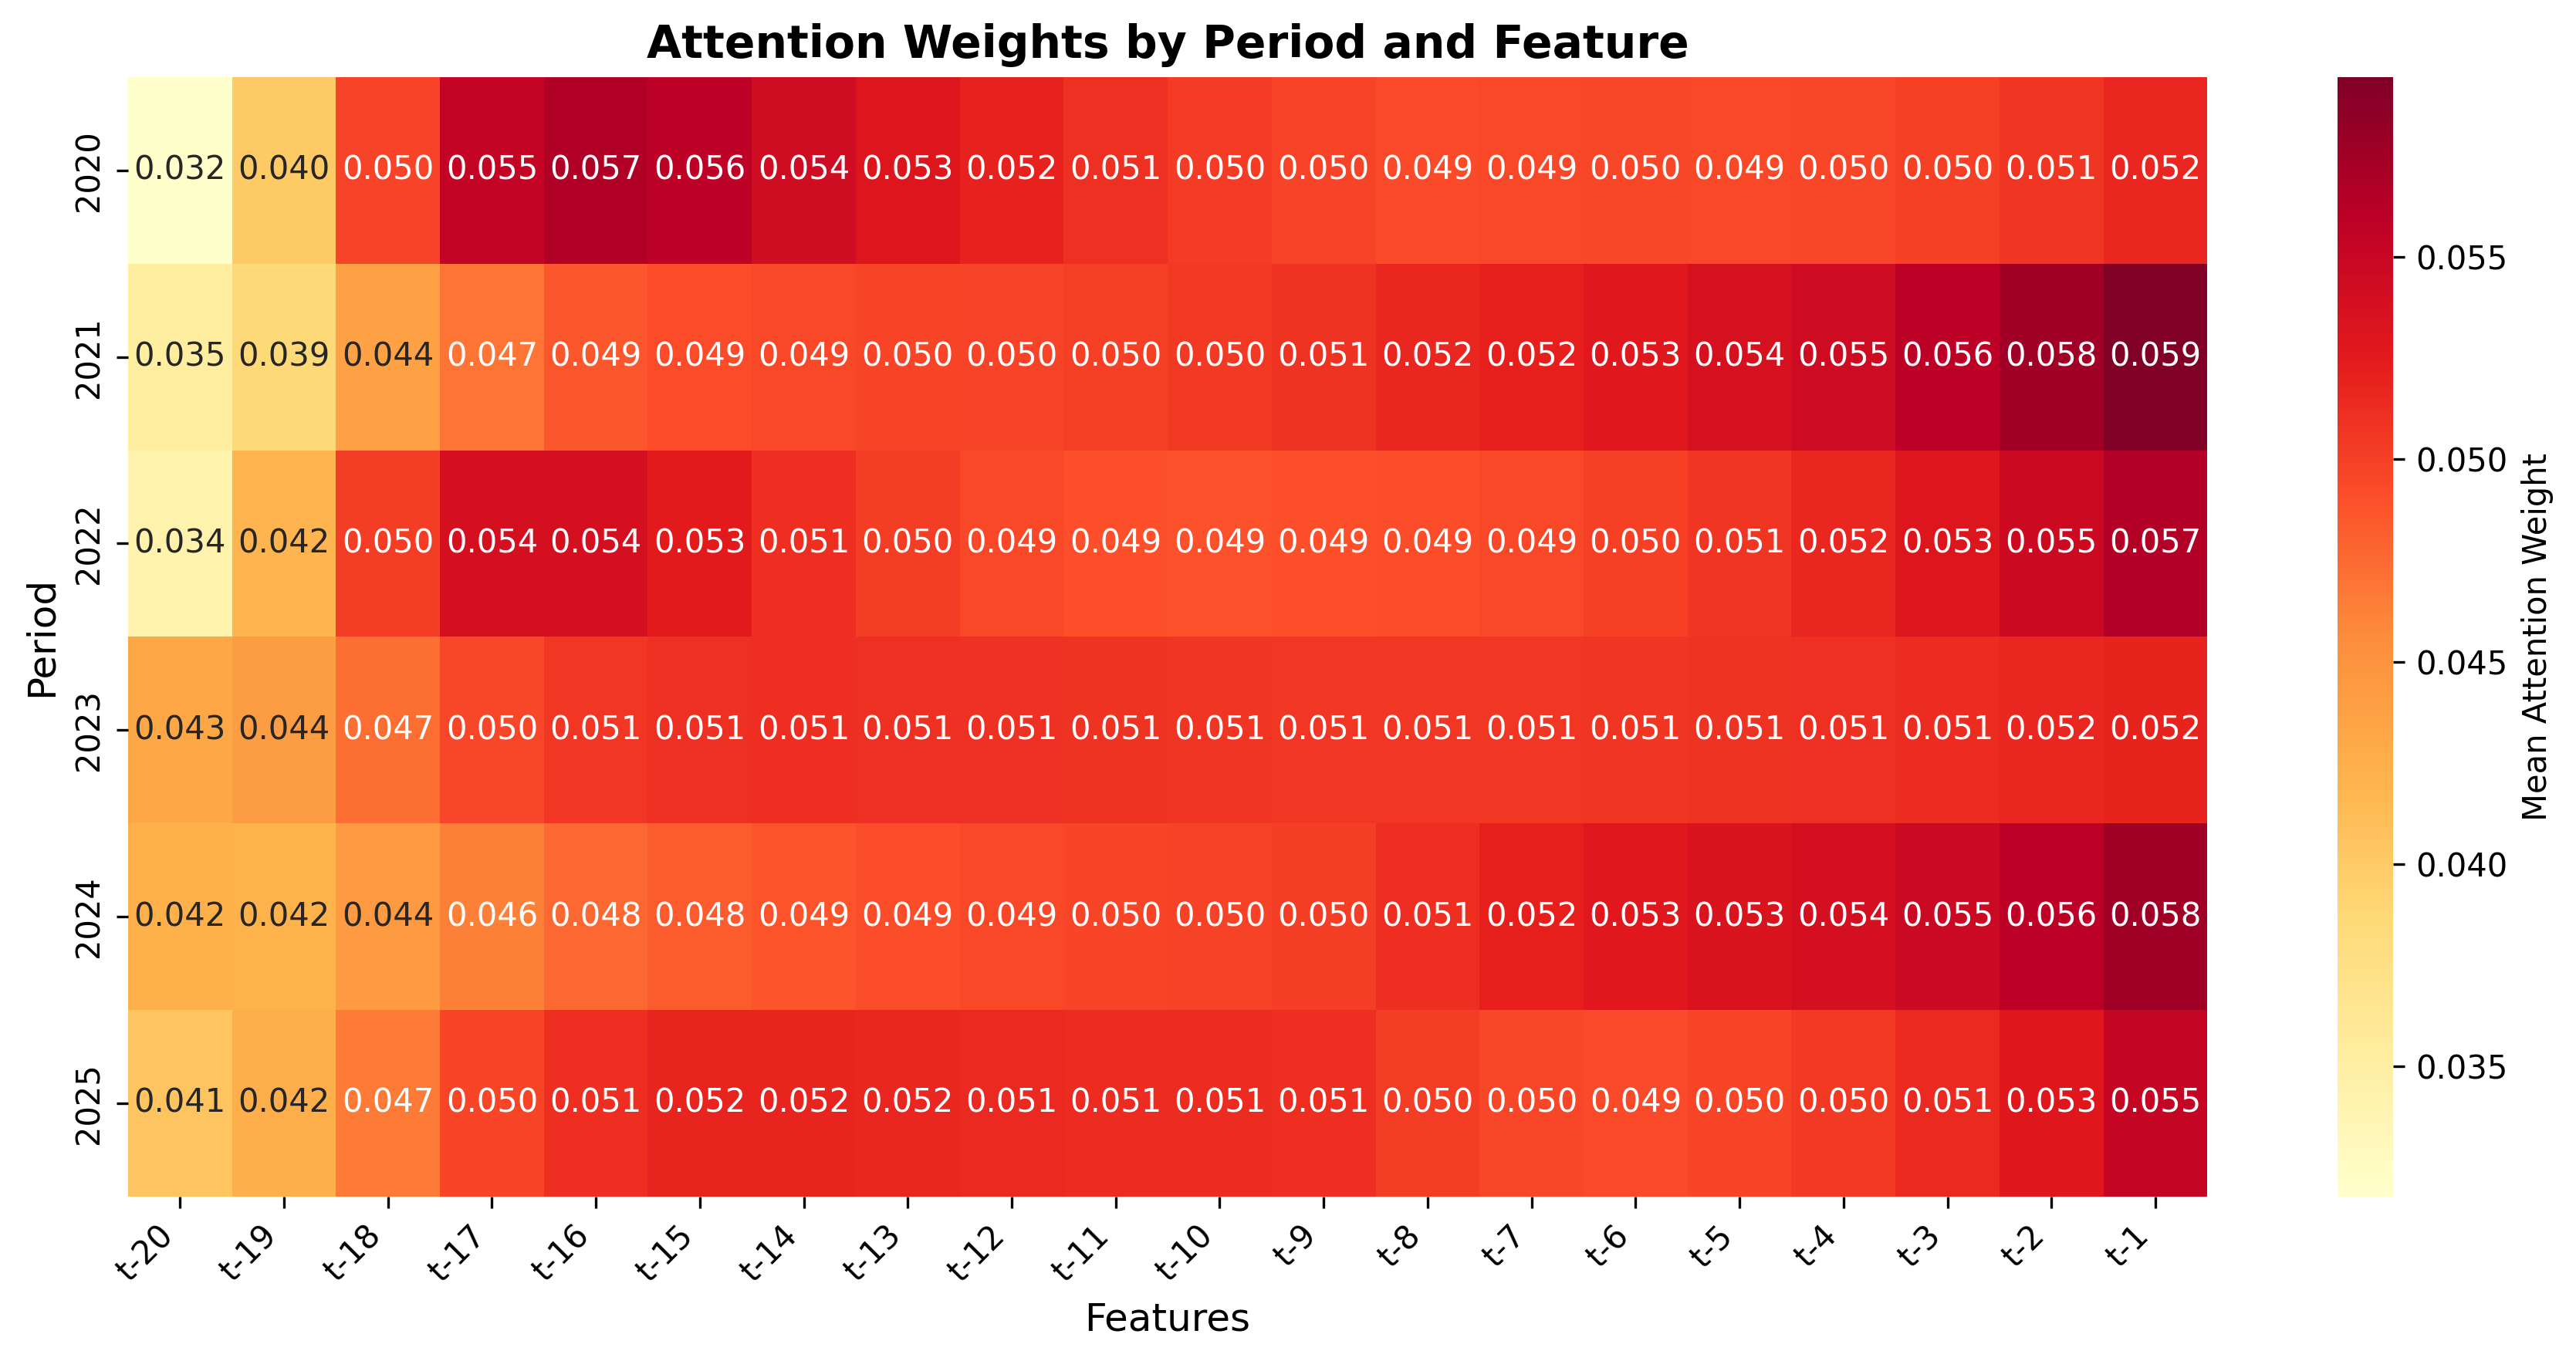 Attention Weights by Period and Feature
Period
2020 0.032 0.040 0.050 0.055 0.057 0.056 0.054 0.053 0.052 0.051 0.050 0.050 0.049 0.049 0.050 0.049 0.050 0.050 0.051 0.052
2021 0.035 0.039 0.044 0.047 0.049 0.049 0.049 0.050 0.050 0.050 0.050 0.051 0.052 0.052 0.053 0.054 0.055 0.056 0.058 0.059
2022 0.034 0.042 0.050 0.054 0.054 0.053 0.051 0.050 0.049 0.049 0.049 0.049 0.049 0.049 0.050 0.051 0.052 0.053 0.055 0.057
2023 0.043 0.044 0.047 0.050 0.051 0.051 0.051 0.051 0.051 0.051 0.051 0.051 0.051 0.051 0.051 0.051 0.051 0.051 0.052 0.052
2024 0.042 0.042 0.044 0.046 0.048 0.048 0.049 0.049 0.049 0.050 0.050 0.050 0.051 0.052 0.053 0.053 0.054 0.055 0.056 0.058
2025 0.041 0.042 0.047 0.050 0.051 0.052 0.052 0.052 0.051 0.051 0.051 0.051 0.050 0.050 0.049 0.050 0.050 0.051 0.053 0.055
t-20 t-19 t-18 t-17 t-16 t-15 t-14 t-13 t-12 t-11 t-10 t-9 t-8 t-7 t-6 t-5 t-4 t-3 t-2 t-1
Features
0.055
0.050
0.045
0.040
0.035
Mean Attention Weight